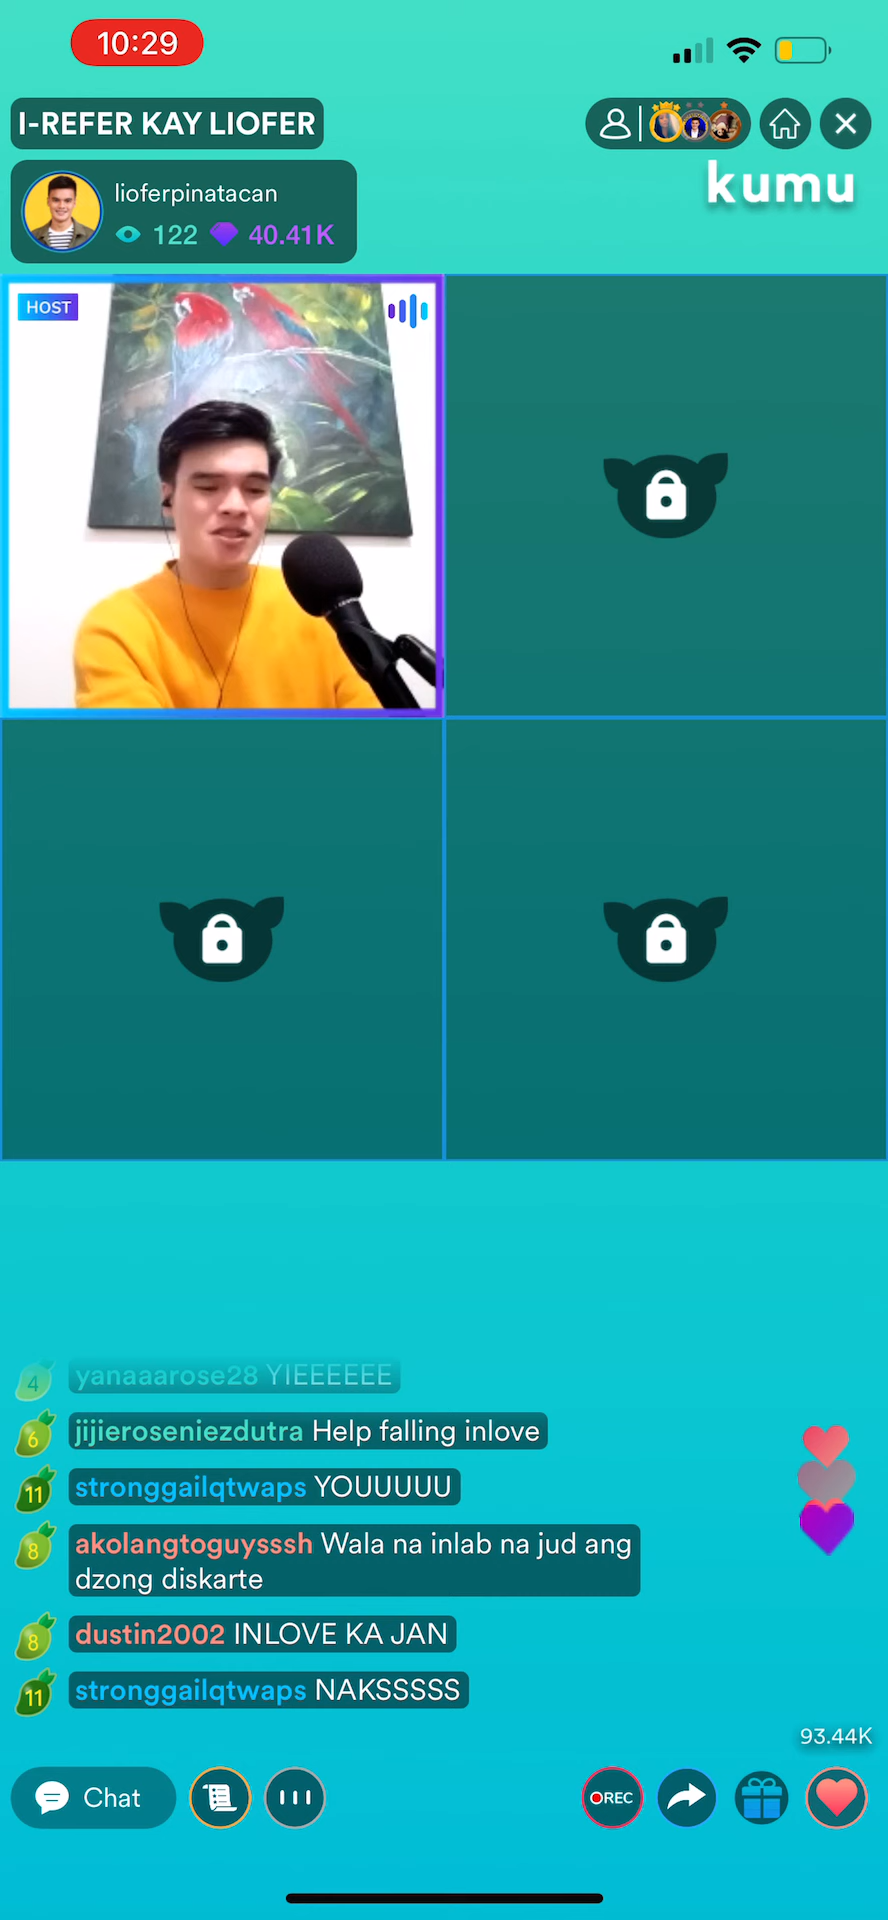 10:29
I-REFER KAY LIOFER
kumu
lioferpinatacan
122 40.41K
HOST
4 yanaaarose28 YIEEEEEE
6 jijieroseniezdutra Help falling inlove
11 stronggailqtwaps YOUUUUU
8 akolangtoguysssh Wala na inlab na jud ang
dzong diskarte
8 dustin2002 INLOVE KA JAN
11 stronggailqtwaps NAKSSSSS
93.44K
Chat
REC